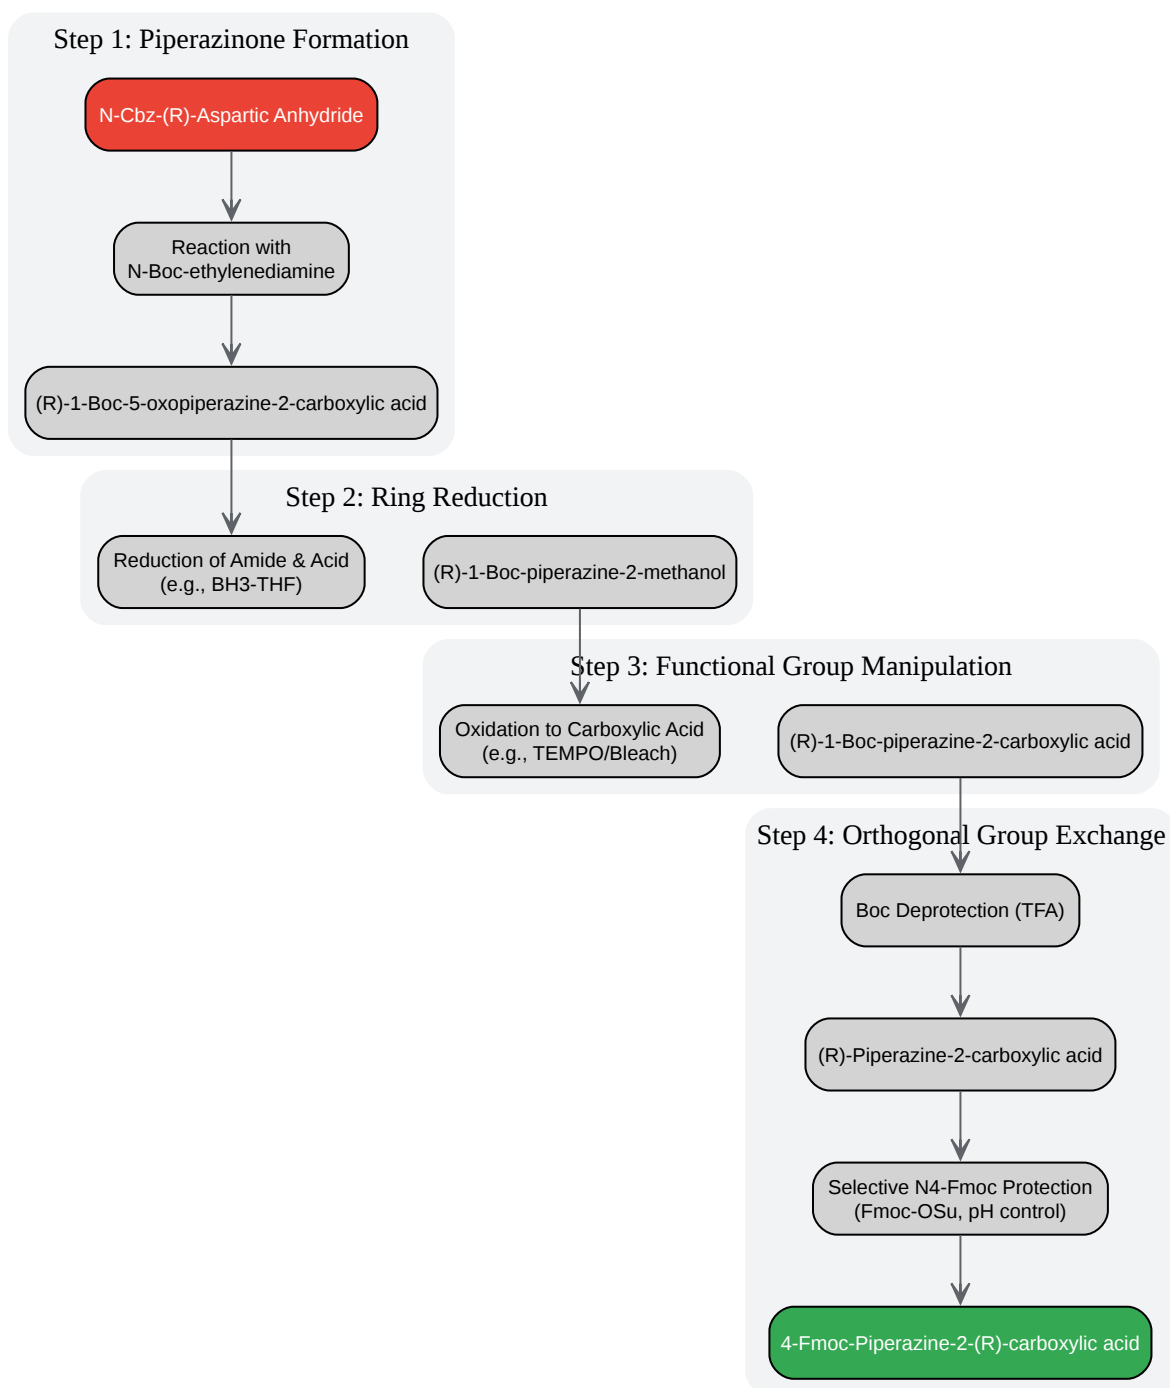 Step 1: Piperazinone Formation
N-Cbz-(R)-Aspartic Anhydride
Reaction with
N-Boc-ethylenediamine
(R)-1-Boc-5-oxopiperazine-2-carboxylic acid
Step 2: Ring Reduction
Reduction of Amide & Acid
(e.g., BH3-THF)
(R)-1-Boc-piperazine-2-methanol
Step 3: Functional Group Manipulation
Oxidation to Carboxylic Acid
(e.g., TEMPO/Bleach)
(R)-1-Boc-piperazine-2-carboxylic acid
Step 4: Orthogonal Group Exchange
Boc Deprotection (TFA)
(R)-Piperazine-2-carboxylic acid
Selective N4-Fmoc Protection
(Fmoc-OSu, pH control)
4-Fmoc-Piperazine-2-(R)-carboxylic acid